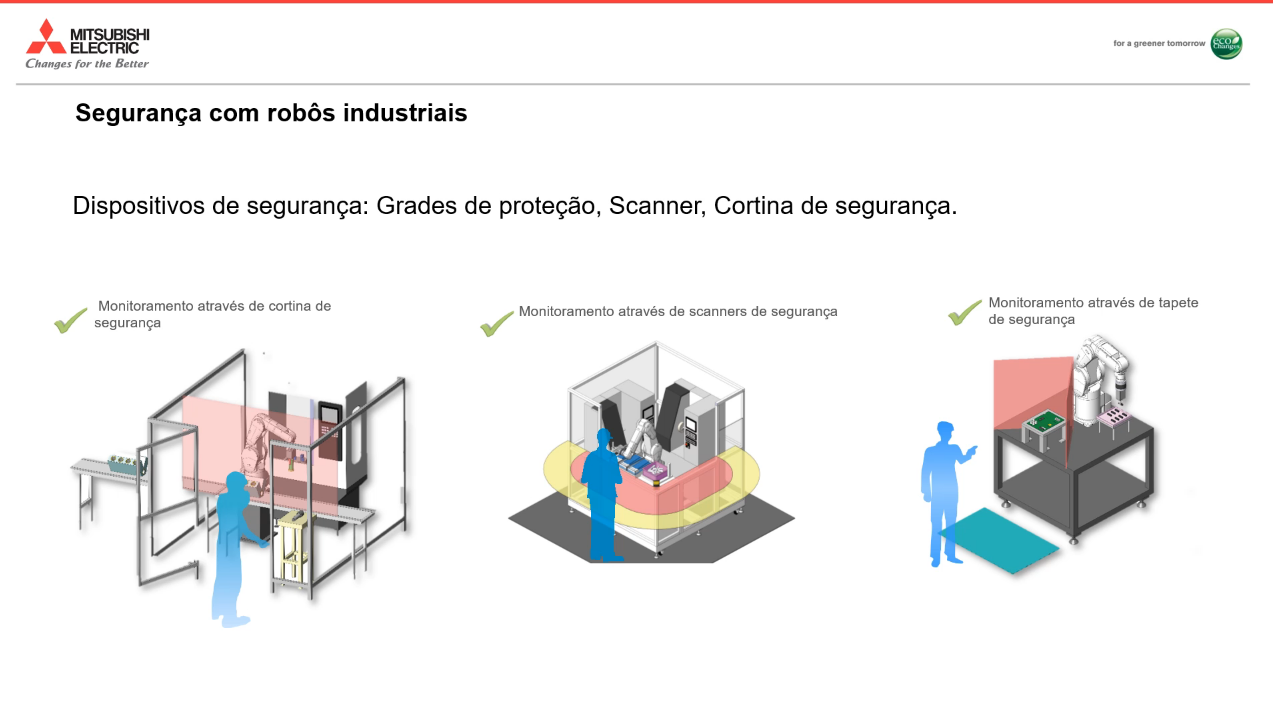 MITSUBISHI
ELECTRIC
Changes for the Better
for a greener tomorrow
eco
Changes
Segurança com robôs industriais
Dispositivos de segurança: Grades de proteção, Scanner, Cortina de segurança.
Monitoramento através de cortina de
segurança
Monitoramento através de scanners de segurança
Monitoramento através de tapete
de segurança